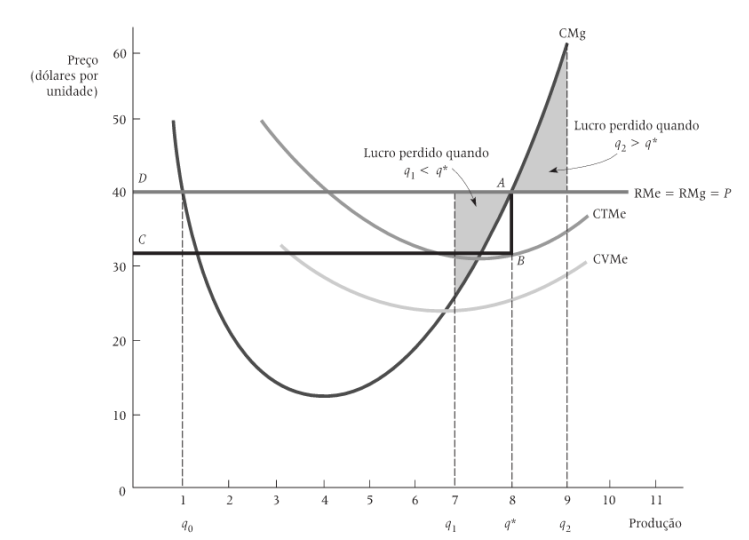 CMg
60
Preço
(dólares por
unidade)
50
Lucro perdido quando
q₂ > q*
Lucro perdido quando
q₁ < q*
D
A
40
RMe = RMg = P
CTMe
C
B
CVMe
30
20
10
0
1 2 3 4 5 6 7 8 9 10 11
q₀ q₁ q* q₂ Produção